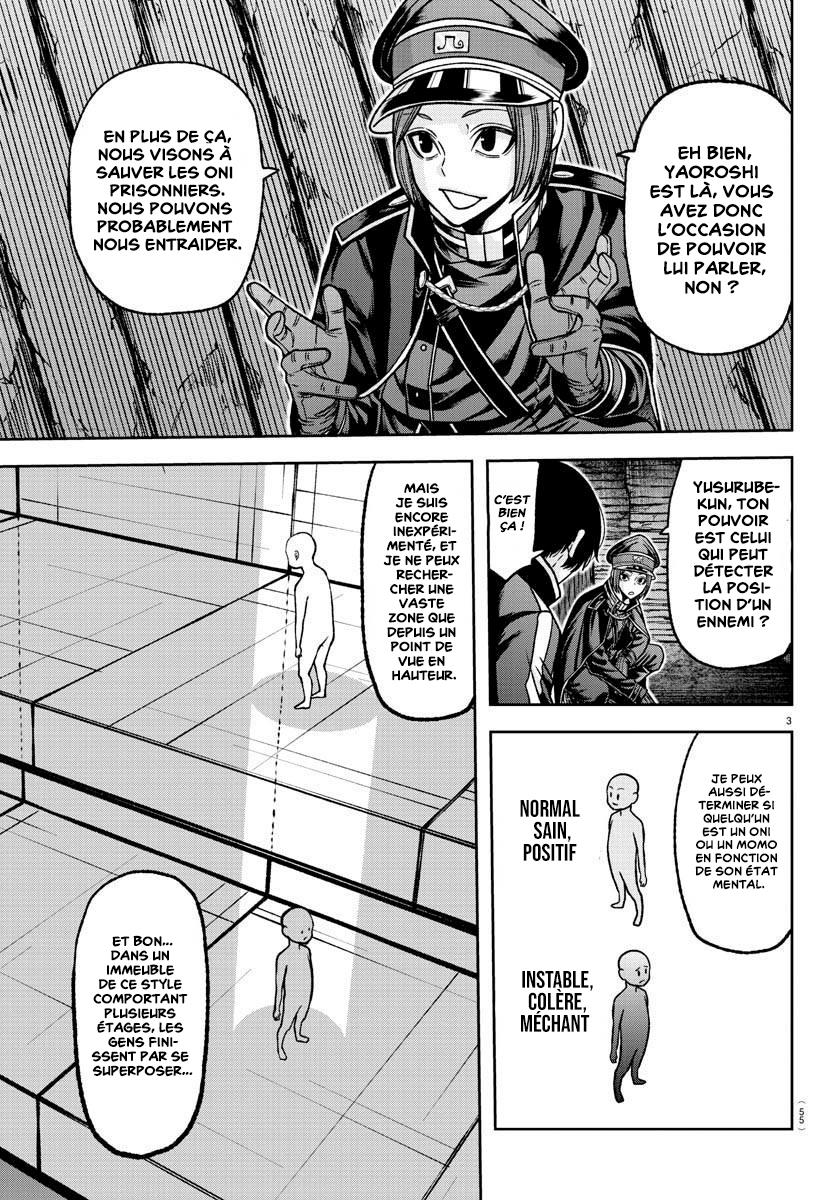 EH BIEN,
YAOROSHI
EST LÀ, VOUS
AVEZ DONC
L'OCCASION
DE POUVOIR
LUI PARLER,
NON ?
EN PLUS DE ÇA,
NOUS VISONS À
SAUVER LES ONI
PRISONNIERS.
NOUS POUVONS
PROBABLEMENT
NOUS ENTRAIDER.
YUSURUBE-
KUN, TON
POUVOIR
EST CELUI
QUI PEUT
DÉTECTER
LA POSI-
TION D'UN
ENNEMI ?
C'EST
BIEN
ÇA !
3
JE PEUX
AUSSI DÉ-
TERMINER SI
QUELQU'UN
EST UN ONI
OU UN MOMO
EN FONCTION
DE SON ÉTAT
MENTAL.
NORMAL
SAIN,
POSITIF
INSTABLE,
COLÈRE,
MÉCHANT
MAIS
JE SUIS
ENCORE
INEXPÉRI-
MENTÉ, ET
JE NE PEUX
RECHER-
CHER UNE
VASTE
ZONE QUE
DEPUIS UN
POINT DE
VUE EN
HAUTEUR.
ET BON...
DANS UN
IMMEUBLE
DE CE STYLE
COMPORTANT
PLUSIEURS
ÉTAGES, LES
GENS FINI-
SSENT PAR SE
SUPERPOSER...
(55)